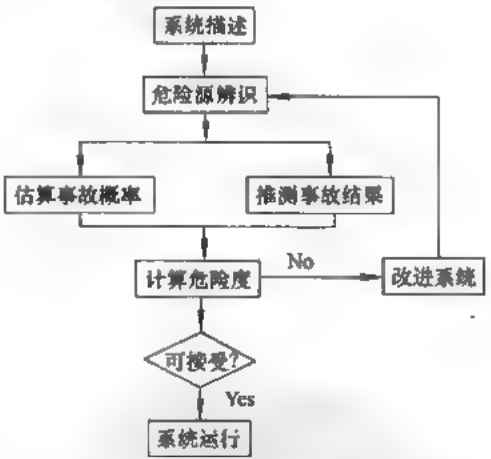 系统描述
危险源辨识
估算事故概率
推测事故结果
计算危险度
No
改进系统
可接受?
Yes
系统运行